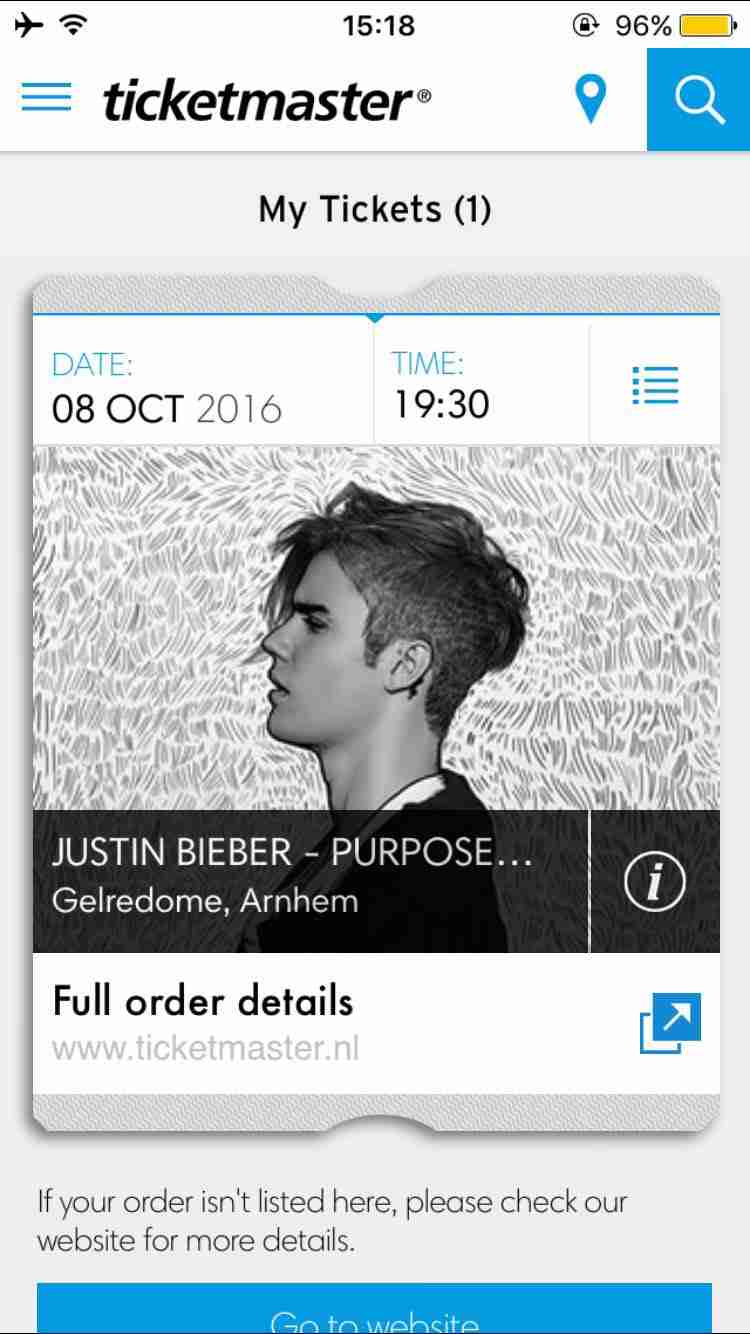 15:18
96%
ticketmaster®
My Tickets (1)
DATE:
TIME:
08 OCT 2016
19:30
JUSTIN BIEBER - PURPOSE...
Gelredome, Arnhem
Full order details
www.ticketmaster.nl
If your order isn't listed here, please check our
website for more details.
Go to website